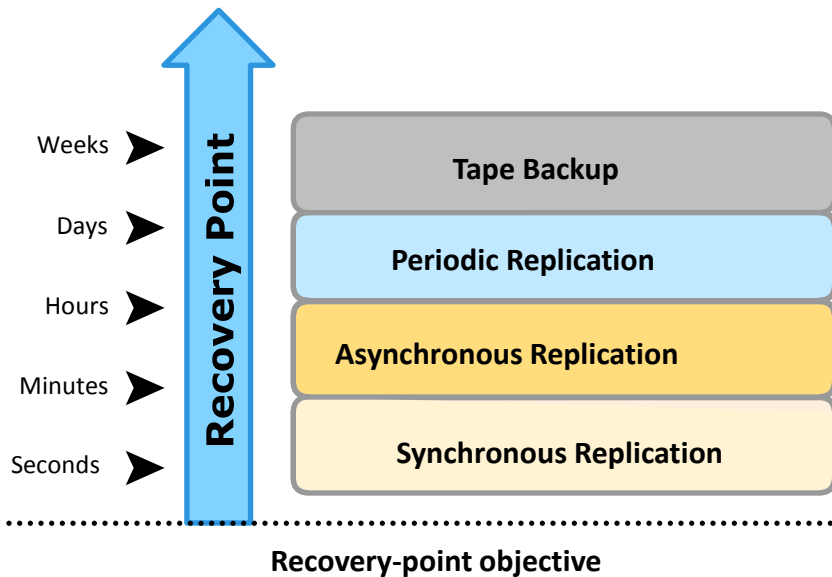 Weeks
Days
Hours
Minutes
Seconds
Recovery Point
Tape Backup
Periodic Replication
Asynchronous Replication
Synchronous Replication
Recovery-point objective